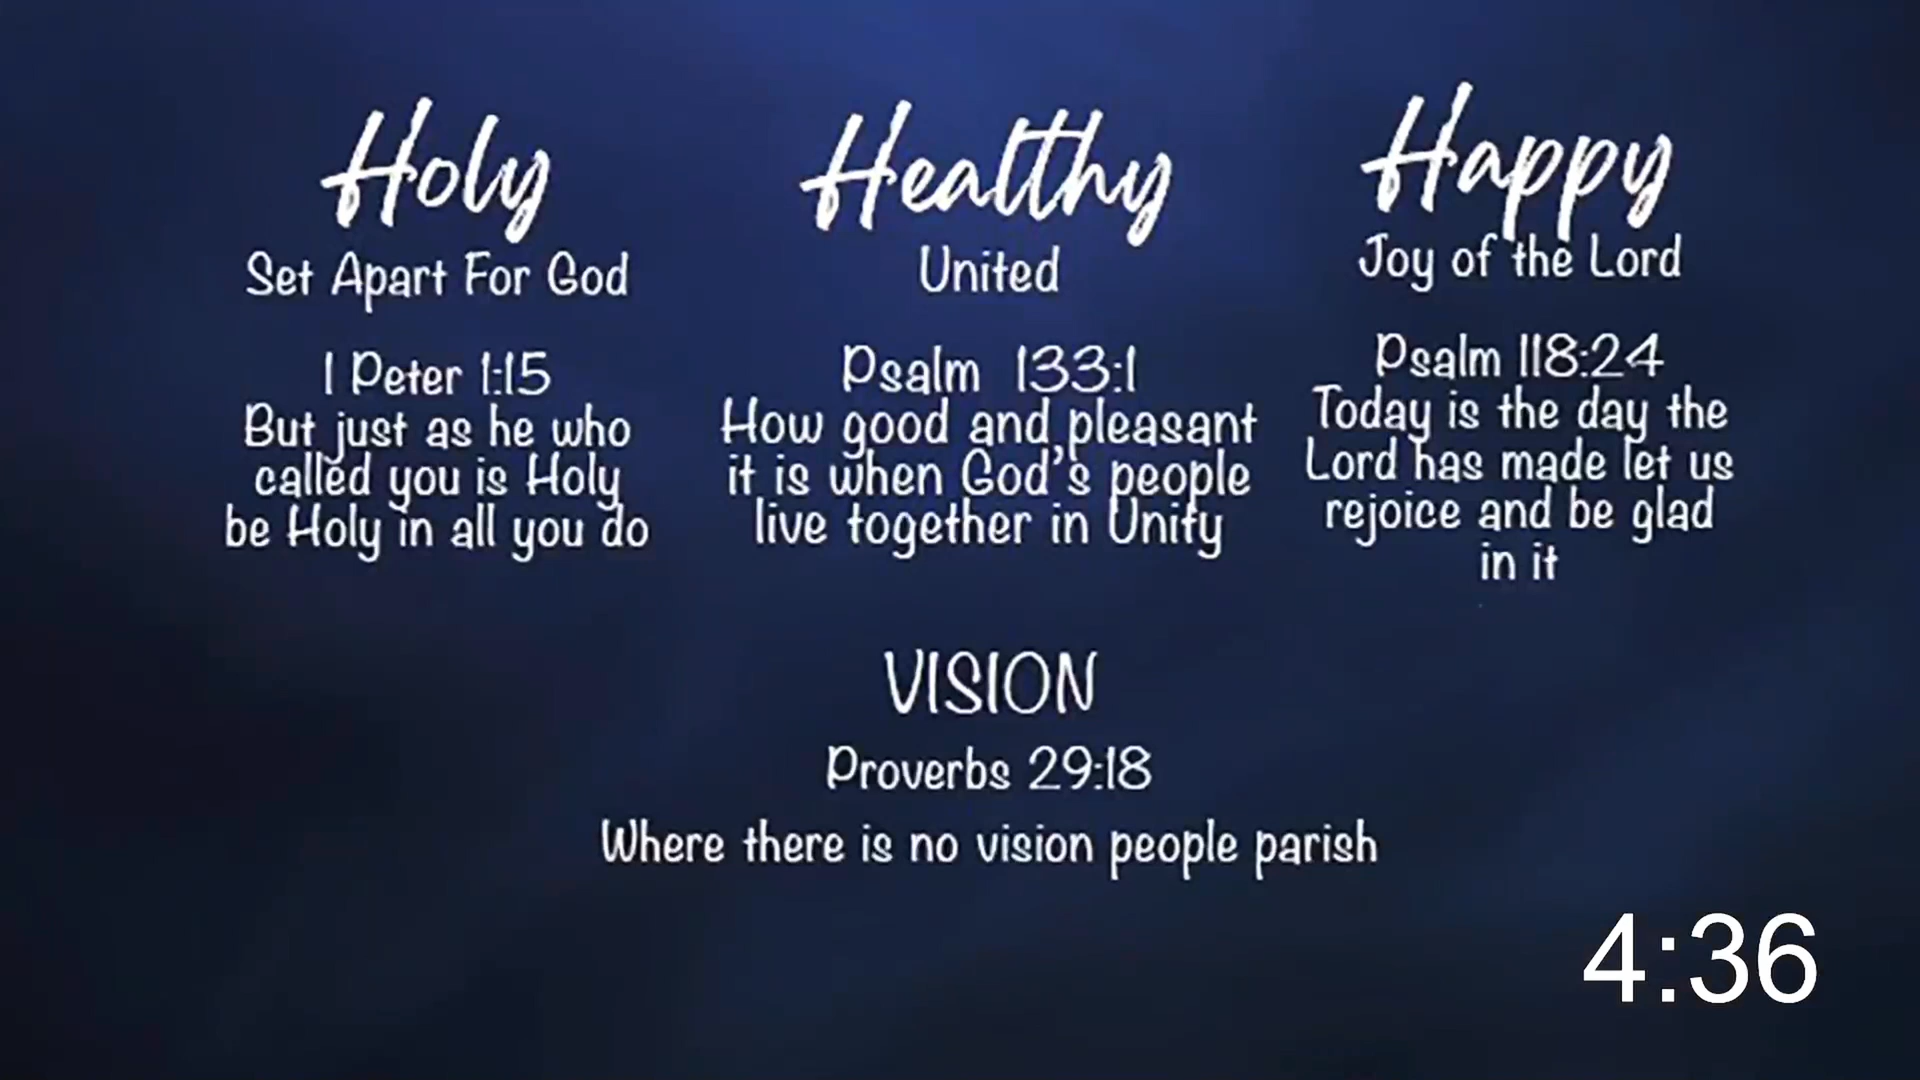 Holy
Set Apart For God
1 Peter 1:15
But just as he who
called you is Holy
be Holy in all you do
Healthy
United
Psalm 133:1
How good and pleasant
it is when God's people
live together in Unity
Happy
Joy of the Lord
Psalm 118:24
Today is the day the
Lord has made let us
rejoice and be glad
in it
VISION
Proverbs 29:18
Where there is no vision people parish
4:36